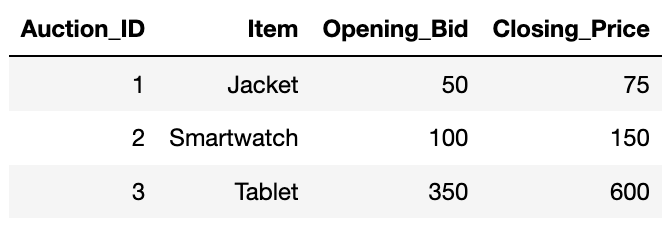 Auction_ID Item Opening_Bid Closing_Price
1 Jacket 50 75
2 Smartwatch 100 150
3 Tablet 350 600